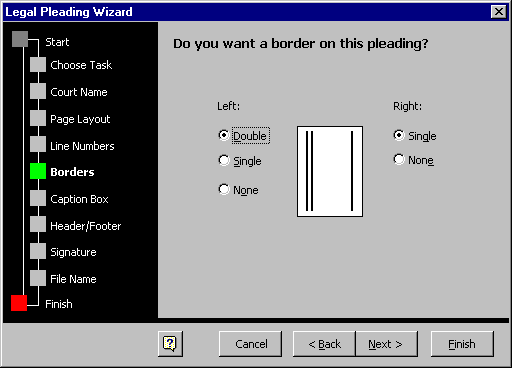 Legal Pleading Wizard
Start
Choose Task
Court Name
Page Layout
Line Numbers
Borders
Caption Box
Header/Footer
Signature
File Name
Finish
Do you want a border on this pleading?
Left:
Double
Single
None
Right:
Single
None
?
Cancel
< Back
Next >
Finish